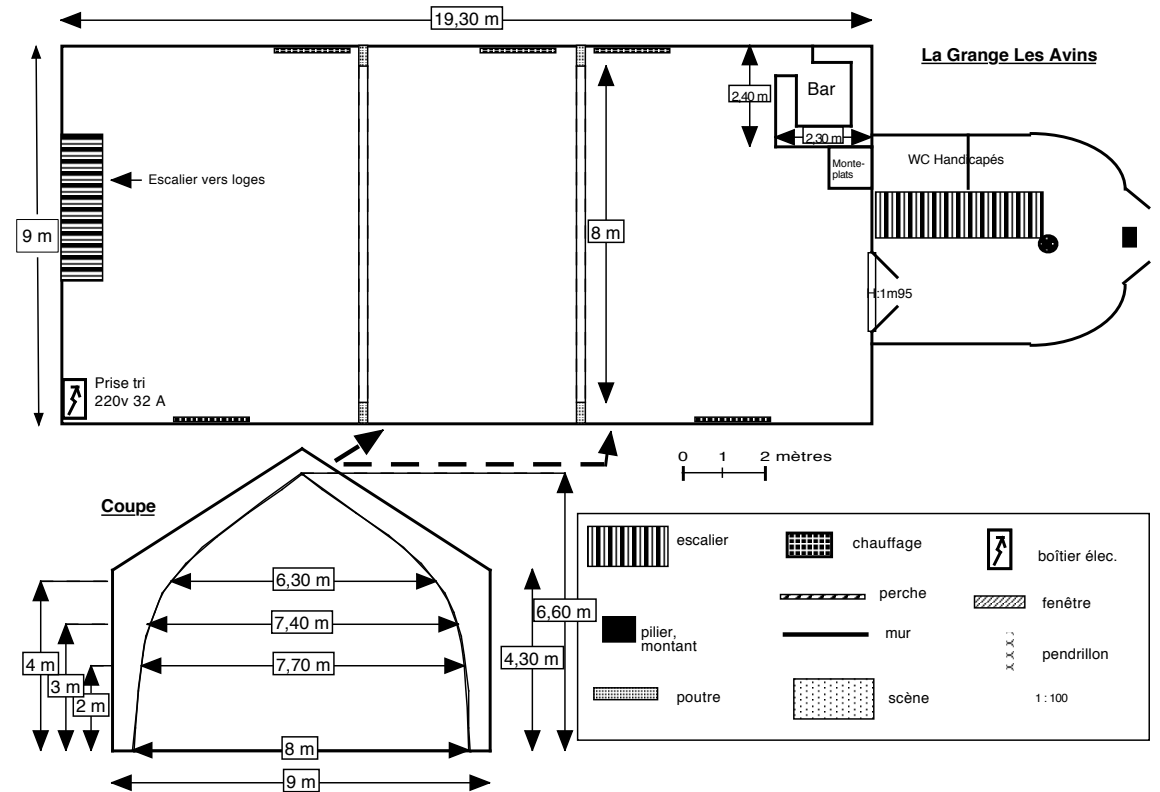 19,30 m
La Grange Les Avins
2,40 m
Bar
2,30 m
Monte-
plats
WC Handicapés
Escalier vers loges
9 m
8 m
H:1m95
Prise tri
220v 32 A
0 1 2 mètres
Coupe
6,30 m
7,40 m
7,70 m
4 m
3 m
2 m
4,30 m
6,60 m
8 m
9 m
escalier
chauffage
boîtier élec.
perche
fenêtre
pilier,
montant
mur
pendrillon
poutre
scène
1 : 100